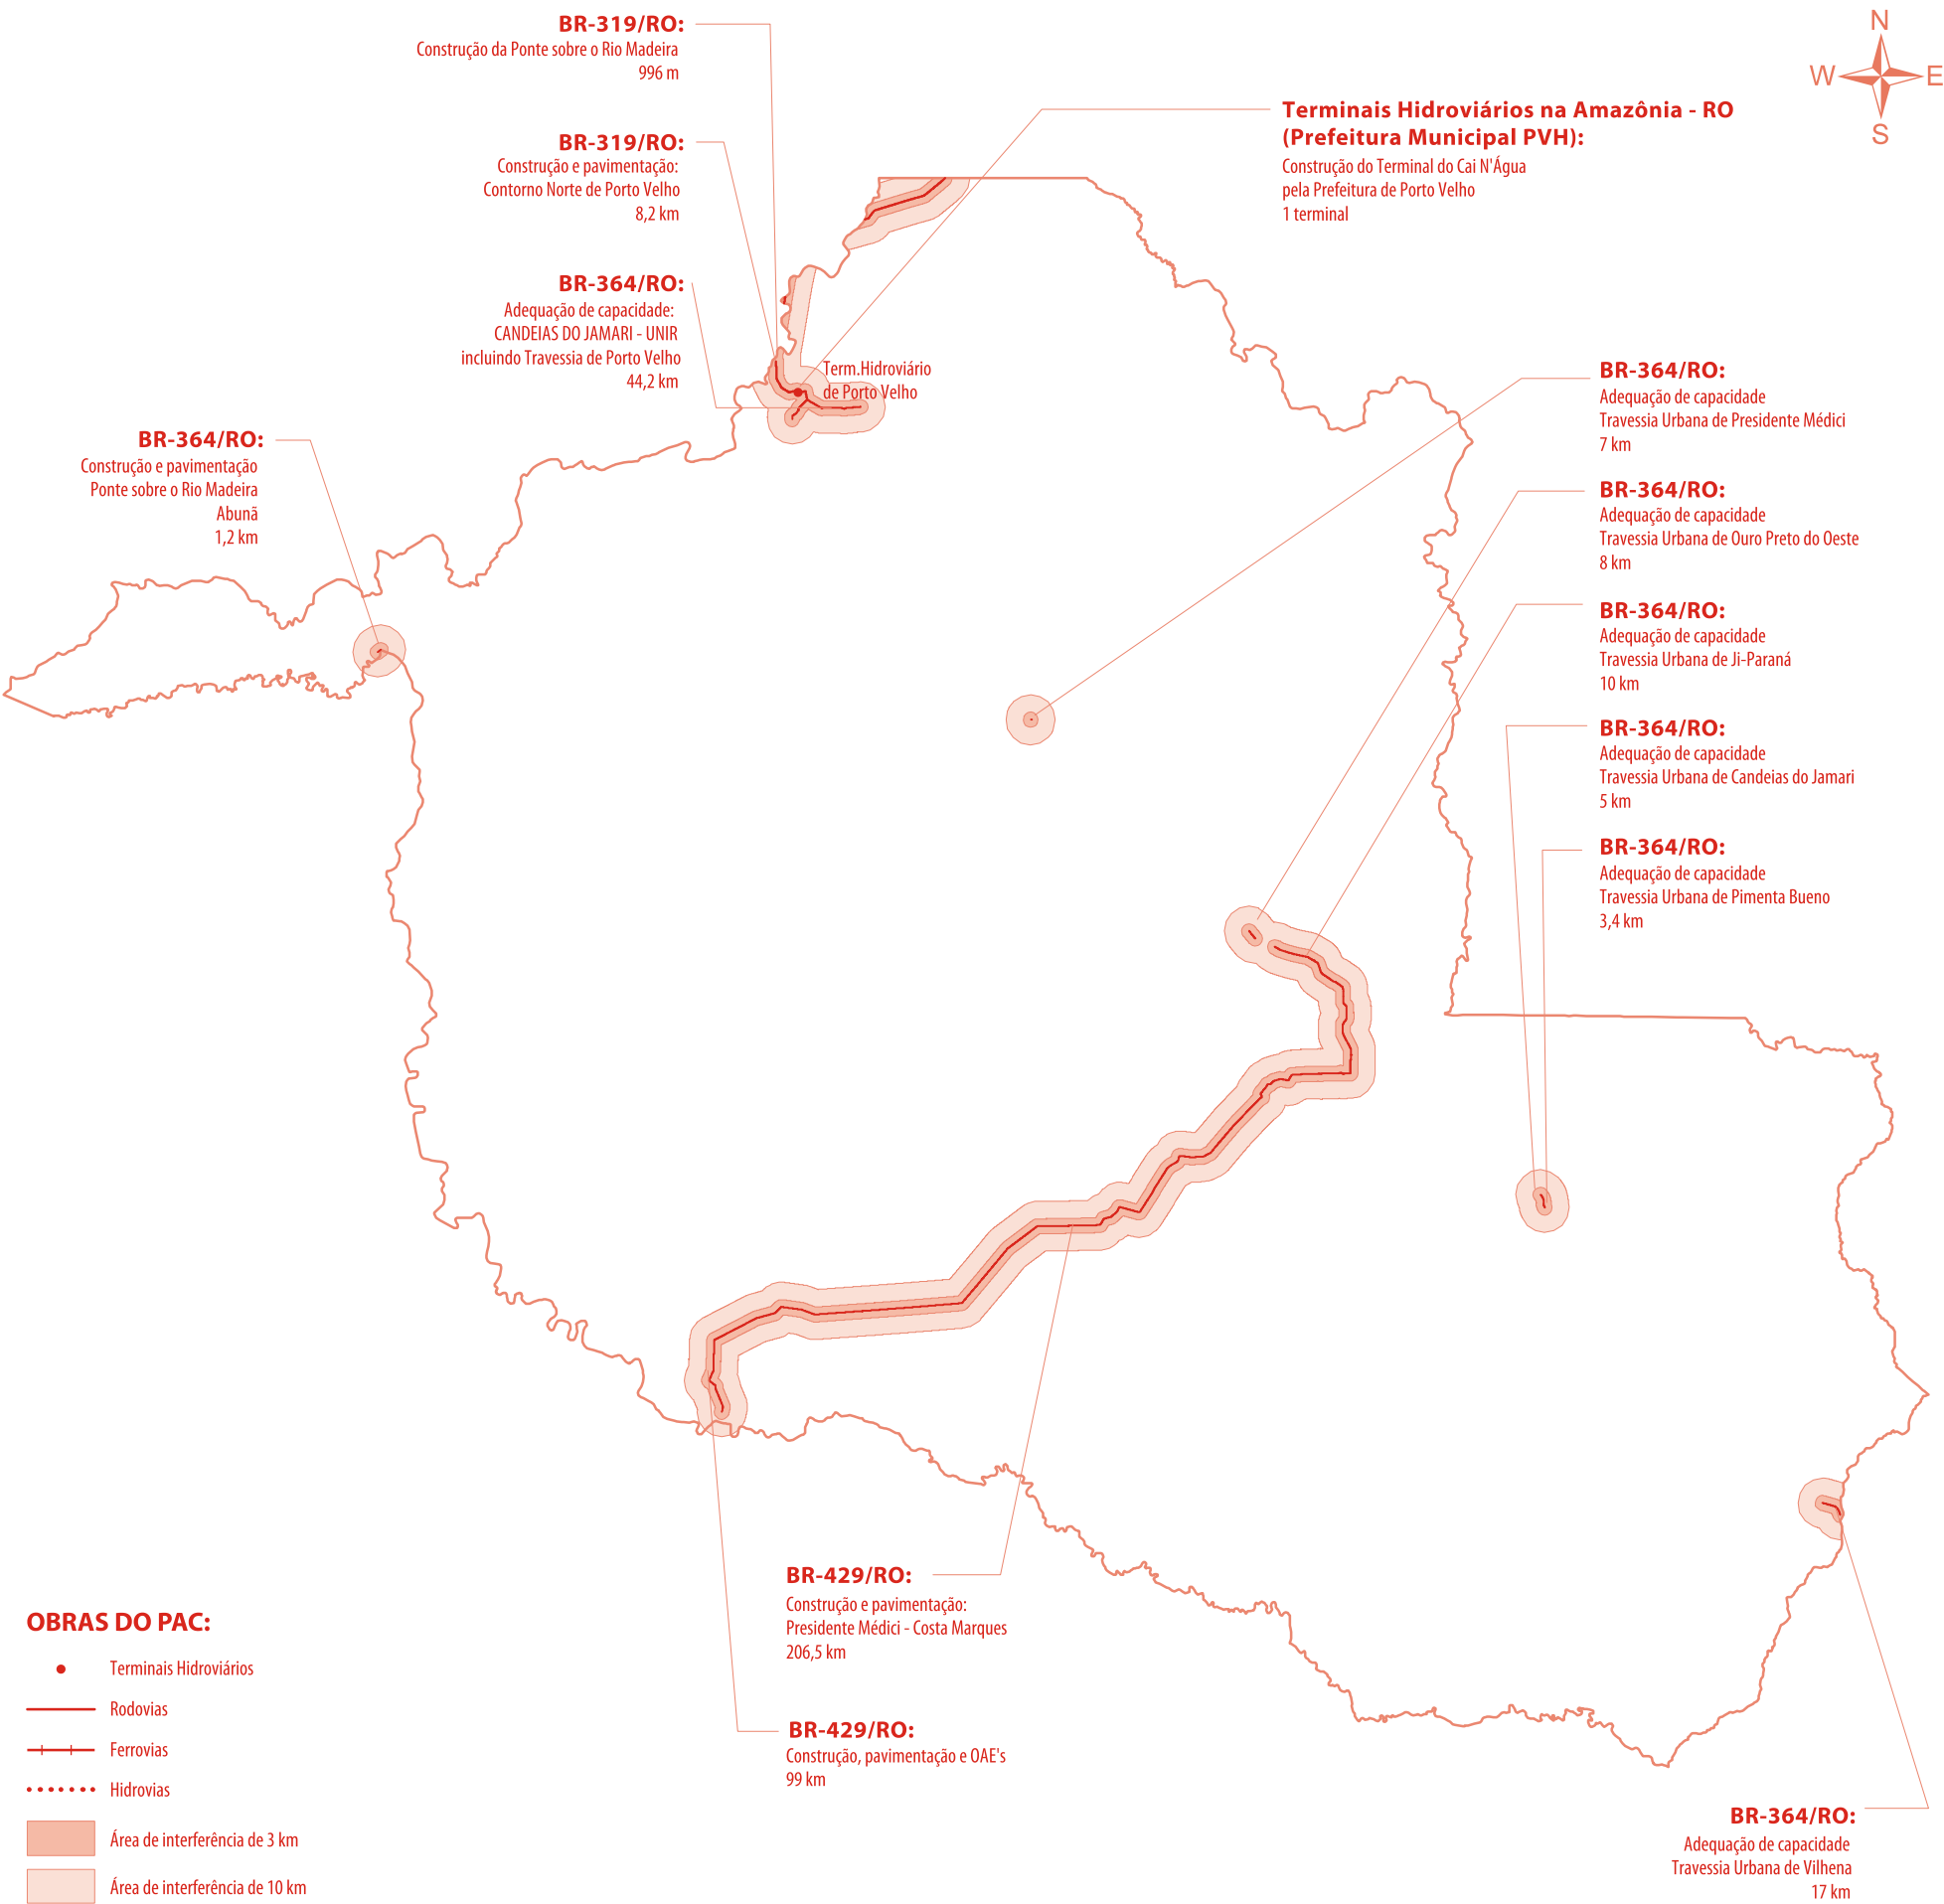 BR-319/RO:
Construção da Ponte sobre o Rio Madeira
996 m
N
W
E
S
Terminais Hidroviários na Amazônia - RO
(Prefeitura Municipal PVH):
Construção do Terminal do Cai N'Água
pela Prefeitura de Porto Velho
1 terminal
BR-319/RO:
Construção e pavimentação:
Contorno Norte de Porto Velho
8,2 km
BR-364/RO:
Adequação de capacidade:
CANDEIAS DO JAMARI - UNIR
incluindo Travessia de Porto Velho
44,2 km
Term.Hidroviário
de Porto Velho
BR-364/RO:
Construção e pavimentação
Ponte sobre o Rio Madeira
Abunã
1,2 km
BR-364/RO:
Adequação de capacidade
Travessia Urbana de Presidente Médici
7 km
BR-364/RO:
Adequação de capacidade
Travessia Urbana de Ouro Preto do Oeste
8 km
BR-364/RO:
Adequação de capacidade
Travessia Urbana de Ji-Paraná
10 km
BR-364/RO:
Adequação de capacidade
Travessia Urbana de Candeias do Jamari
5 km
BR-364/RO:
Adequação de capacidade
Travessia Urbana de Pimenta Bueno
3,4 km
BR-429/RO:
Construção e pavimentação:
Presidente Médici - Costa Marques
206,5 km
BR-429/RO:
Construção, pavimentação e OAE's
99 km
BR-364/RO:
Adequação de capacidade
Travessia Urbana de Vilhena
17 km
OBRAS DO PAC:
Terminais Hidroviários
Rodovias
Ferrovias
Hidrovias
Área de interferência de 3 km
Área de interferência de 10 km